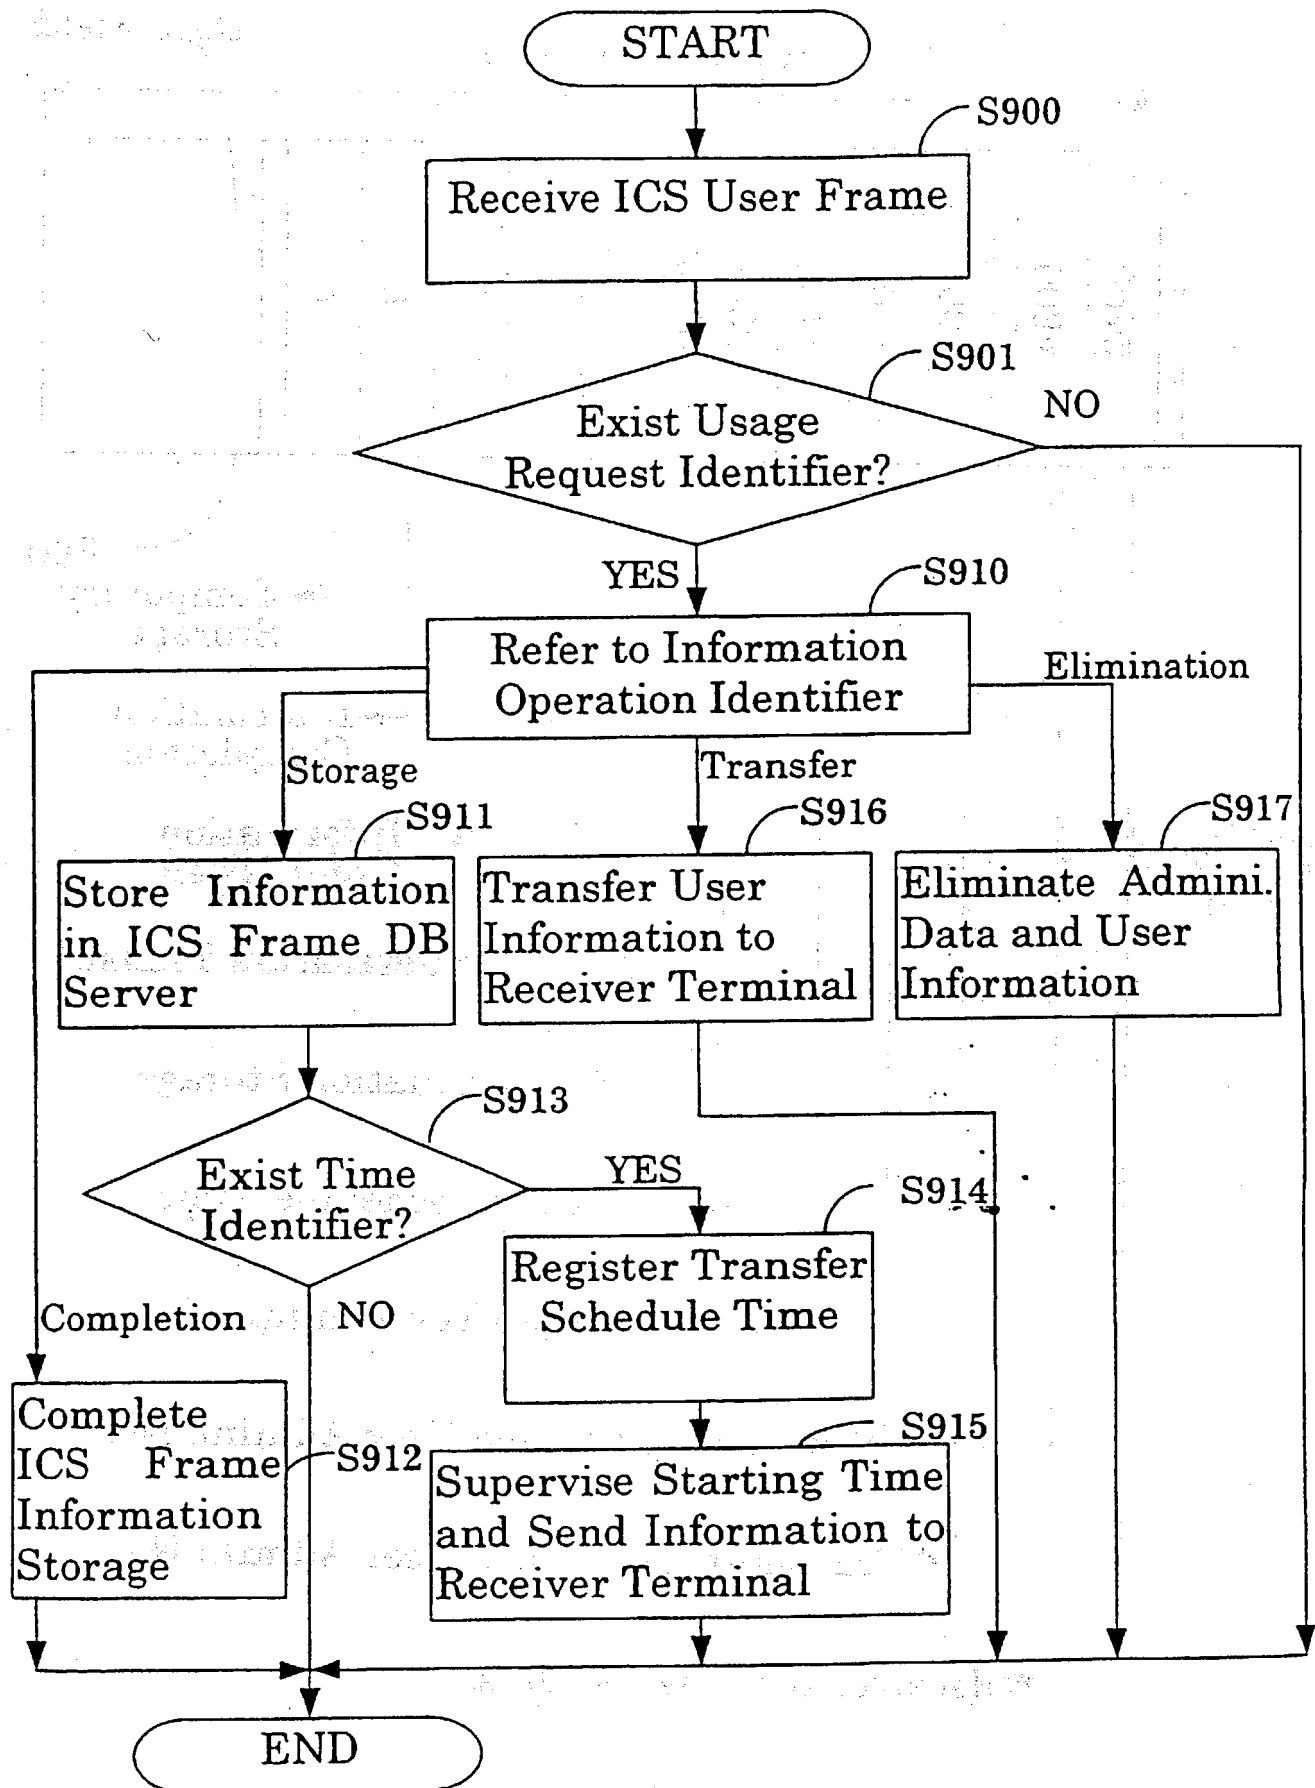 START
S900
Receive ICS User Frame
S901
NO
Exist Usage
Request Identifier?
YES
S910
Refer to Information
Operation Identifier
Elimination
Storage
Transfer
S911
S916
S917
Store Information
in ICS Frame DB
Server
Transfer User
Information to
Receiver Terminal
Eliminate Admini.
Data and User
Information
S913
Exist Time
Identifier?
YES
S914
Register Transfer
Schedule Time
Completion
NO
Complete
ICS Frame
Information
Storage
S912
S915
Supervise Starting Time
and Send Information to
Receiver Terminal
END